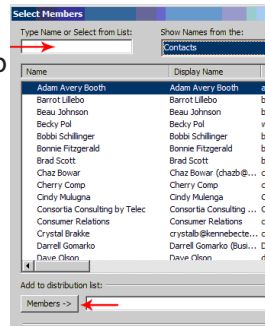 Select Members
Type Name or Select from List: Show Names from the:
Contacts
Name Display Name
Adam Avery Booth Adam Avery Booth a
Barrot Lillebo Barrot Lillebo b
Beau Johnson Beau Johnson b
Becky Pol Becky Pol w
Bobbi Schillinger Bobbi Schillinger b
Bonnie Fitzgerald Bonnie Fitzgerald b
Brad Scott Brad Scott b
Chaz Bowar Chaz Bowar (chazb@... c
Cherry Comp Cherry Comp c
Cindy Mulugna Cindy Mulenga C
Consortia Consulting by Telec Consortia Consulting ... C
Consumer Relations Consumer Relations c
Crystal Brakke crystalb@kennebecte... c
Darrell Gomarko Darrell Gomarko (Busi... D
Dave Olson Dave Olson d
Add to distribution list:
Members ->